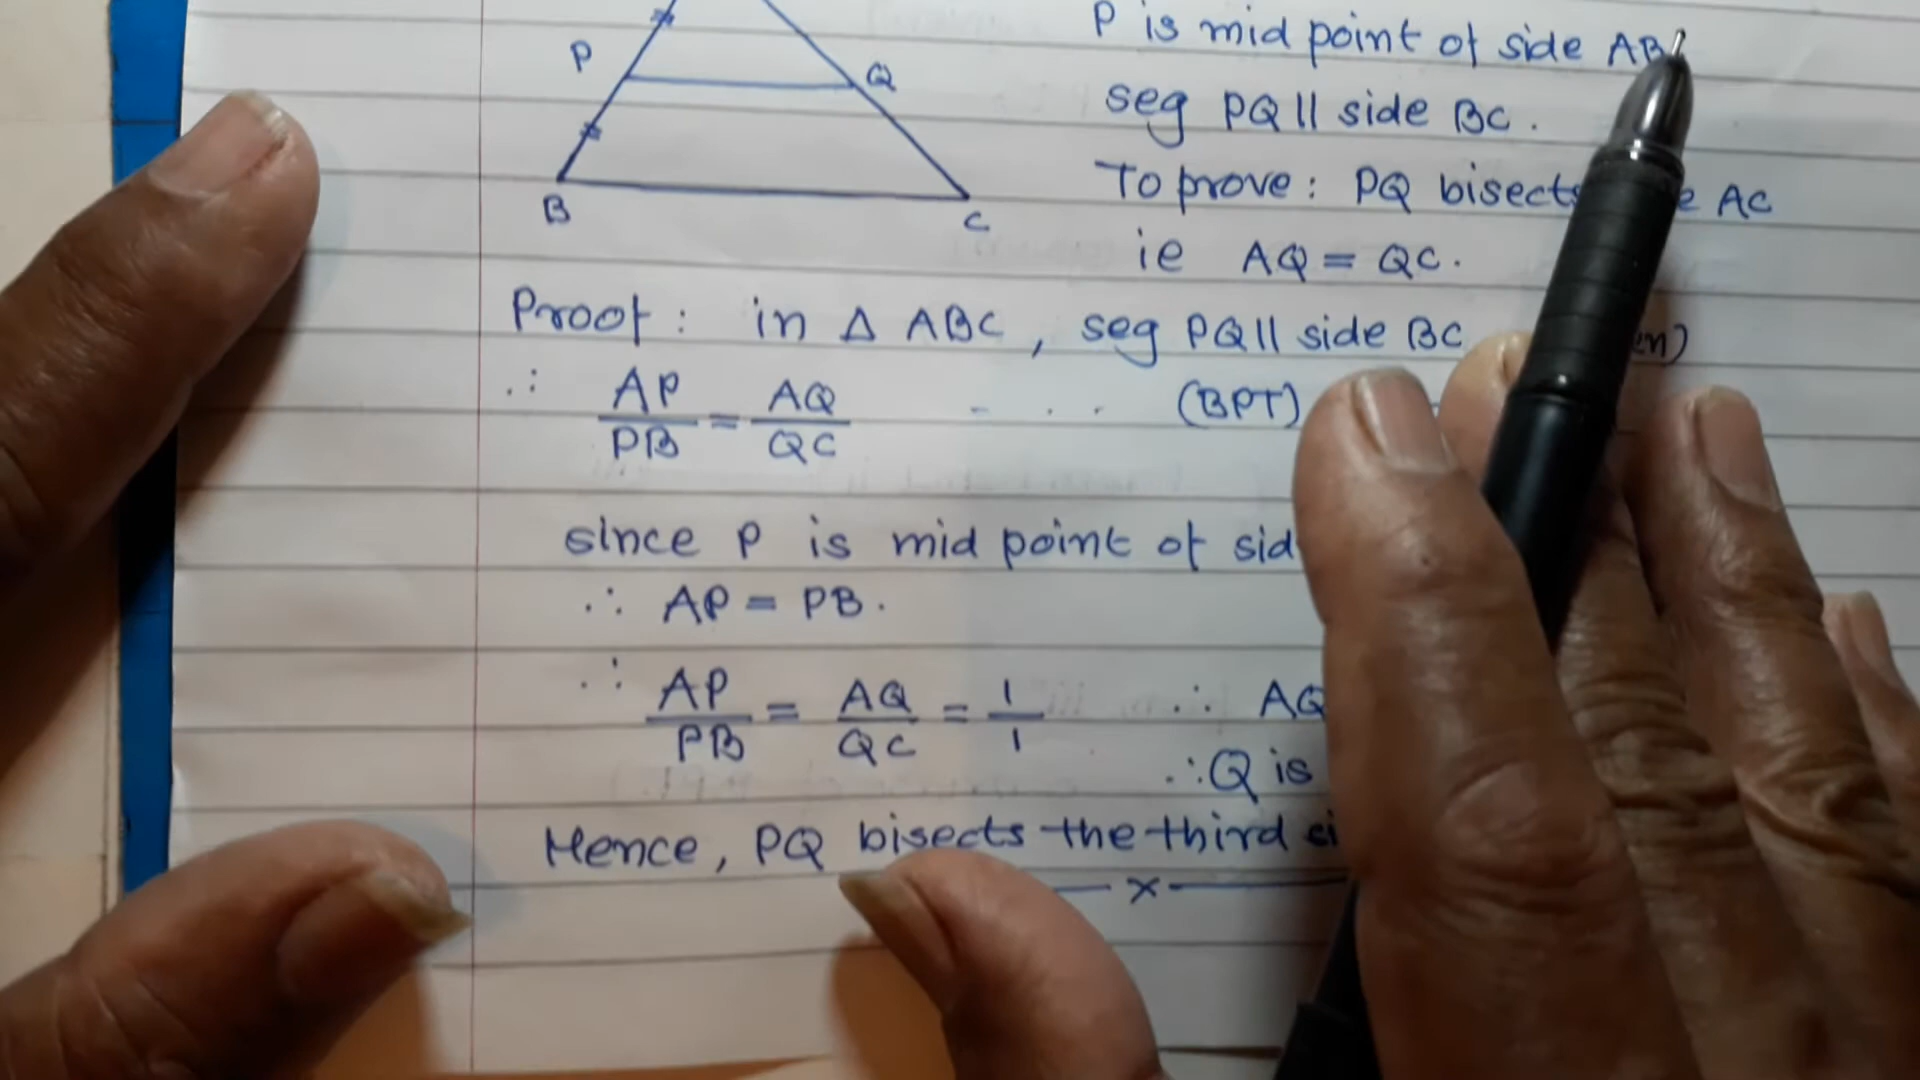 P is mid point of side AB
P
Q
seg PQ || side BC.
To prove : PQ bisects AC
B
C
ie AQ = QC.
Proof : in Δ ABC, seg PQ || side BC
∴ AP/PB = AQ/QC - . . (BPT)
since P is mid point of
∴ AP = PB.
∴ AP/PB = AQ/QC = 1/1 ∴ AQ
∴ Q is
Hence, PQ bisects the third
x